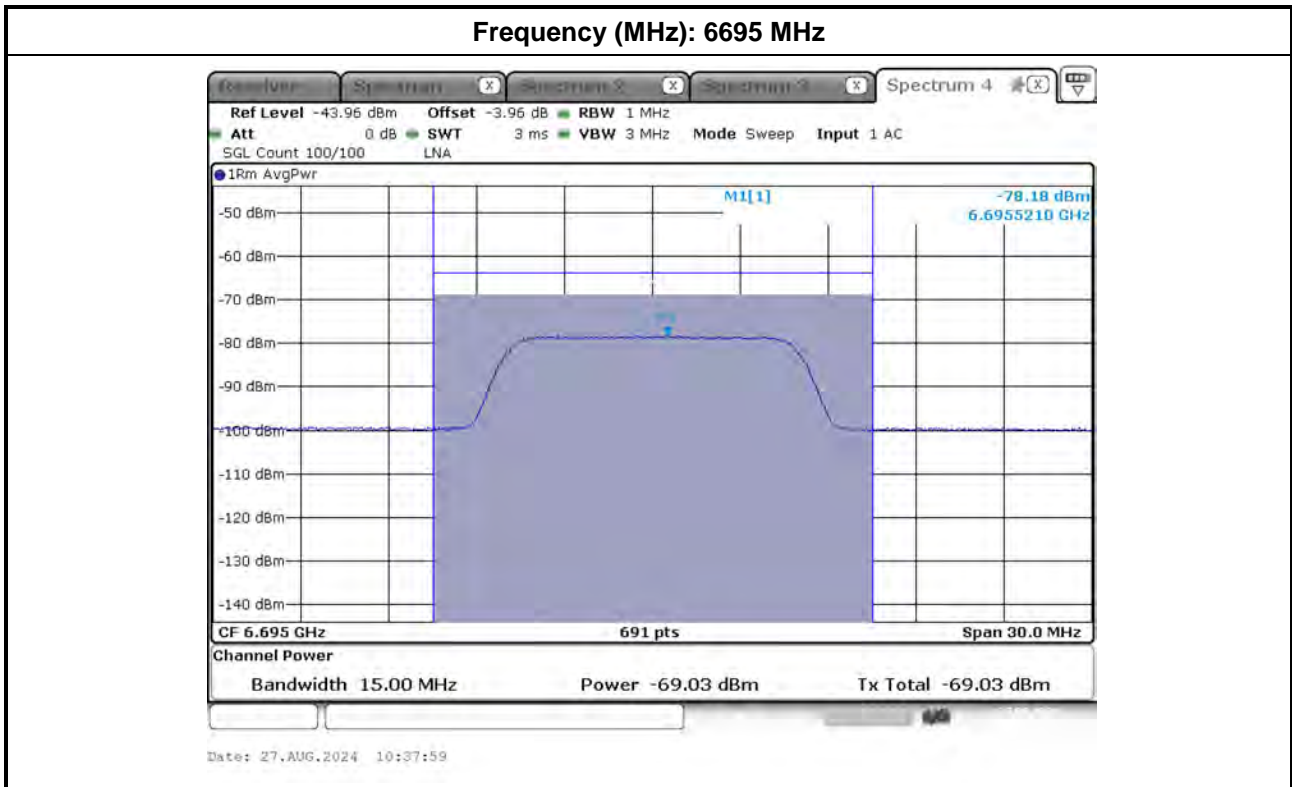 Frequency (MHz): 6695 MHz
Spectrum 4
Ref Level -43.96 dBm Offset -3.96 dB RBW 1 MHz
Att 0 dB SWT 3 ms VBW 3 MHz Mode Sweep Input 1 AC
SGL Count 100/100 LNA
1Rm AvgPwr
M1[1] -78.18 dBm
6.6955210 GHz
-50 dBm
-60 dBm
-70 dBm
-80 dBm
-90 dBm
-100 dBm
-110 dBm
-120 dBm
-130 dBm
-140 dBm
CF 6.695 GHz 691 pts Span 30.0 MHz
Channel Power
Bandwidth 15.00 MHz Power -69.03 dBm Tx Total -69.03 dBm
Date: 27.AUG.2024 10:37:59